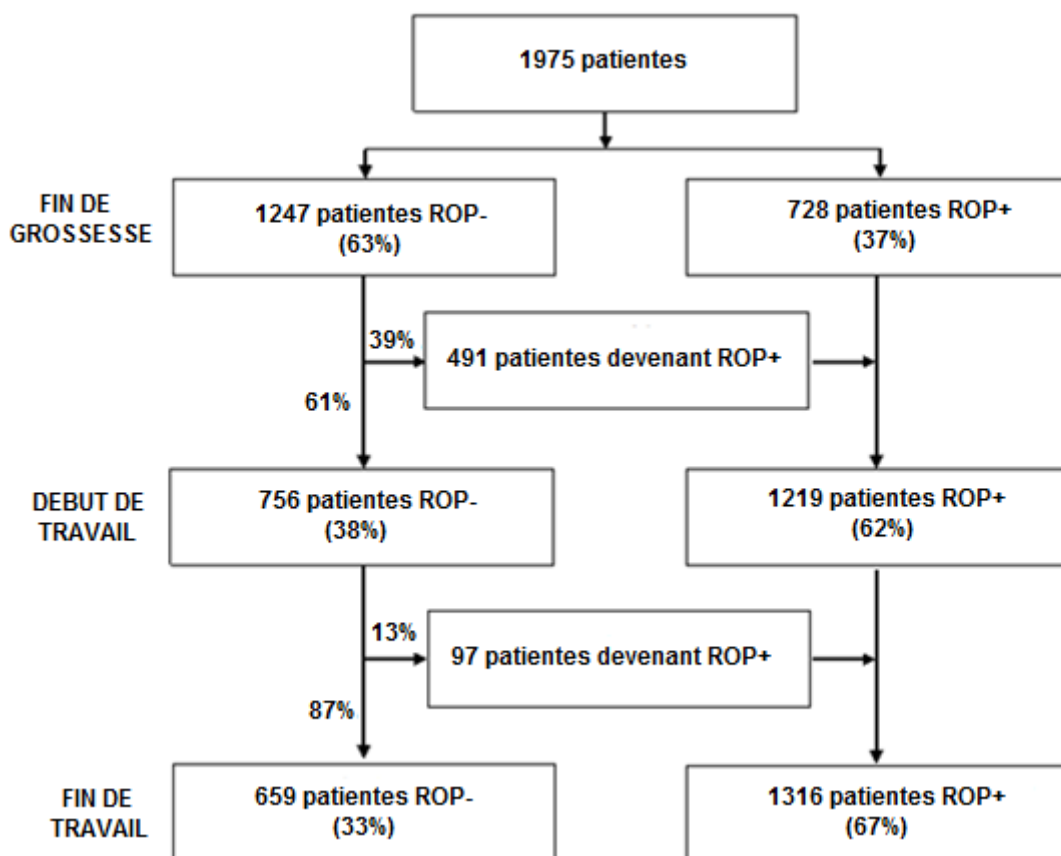 1975 patientes
FIN DE
GROSSESSE
1247 patientes ROP-
(63%)
728 patientes ROP+
(37%)
39%
491 patientes devenant ROP+
61%
DEBUT DE
TRAVAIL
756 patientes ROP-
(38%)
1219 patientes ROP+
(62%)
13%
97 patientes devenant ROP+
87%
FIN DE
TRAVAIL
659 patientes ROP-
(33%)
1316 patientes ROP+
(67%)